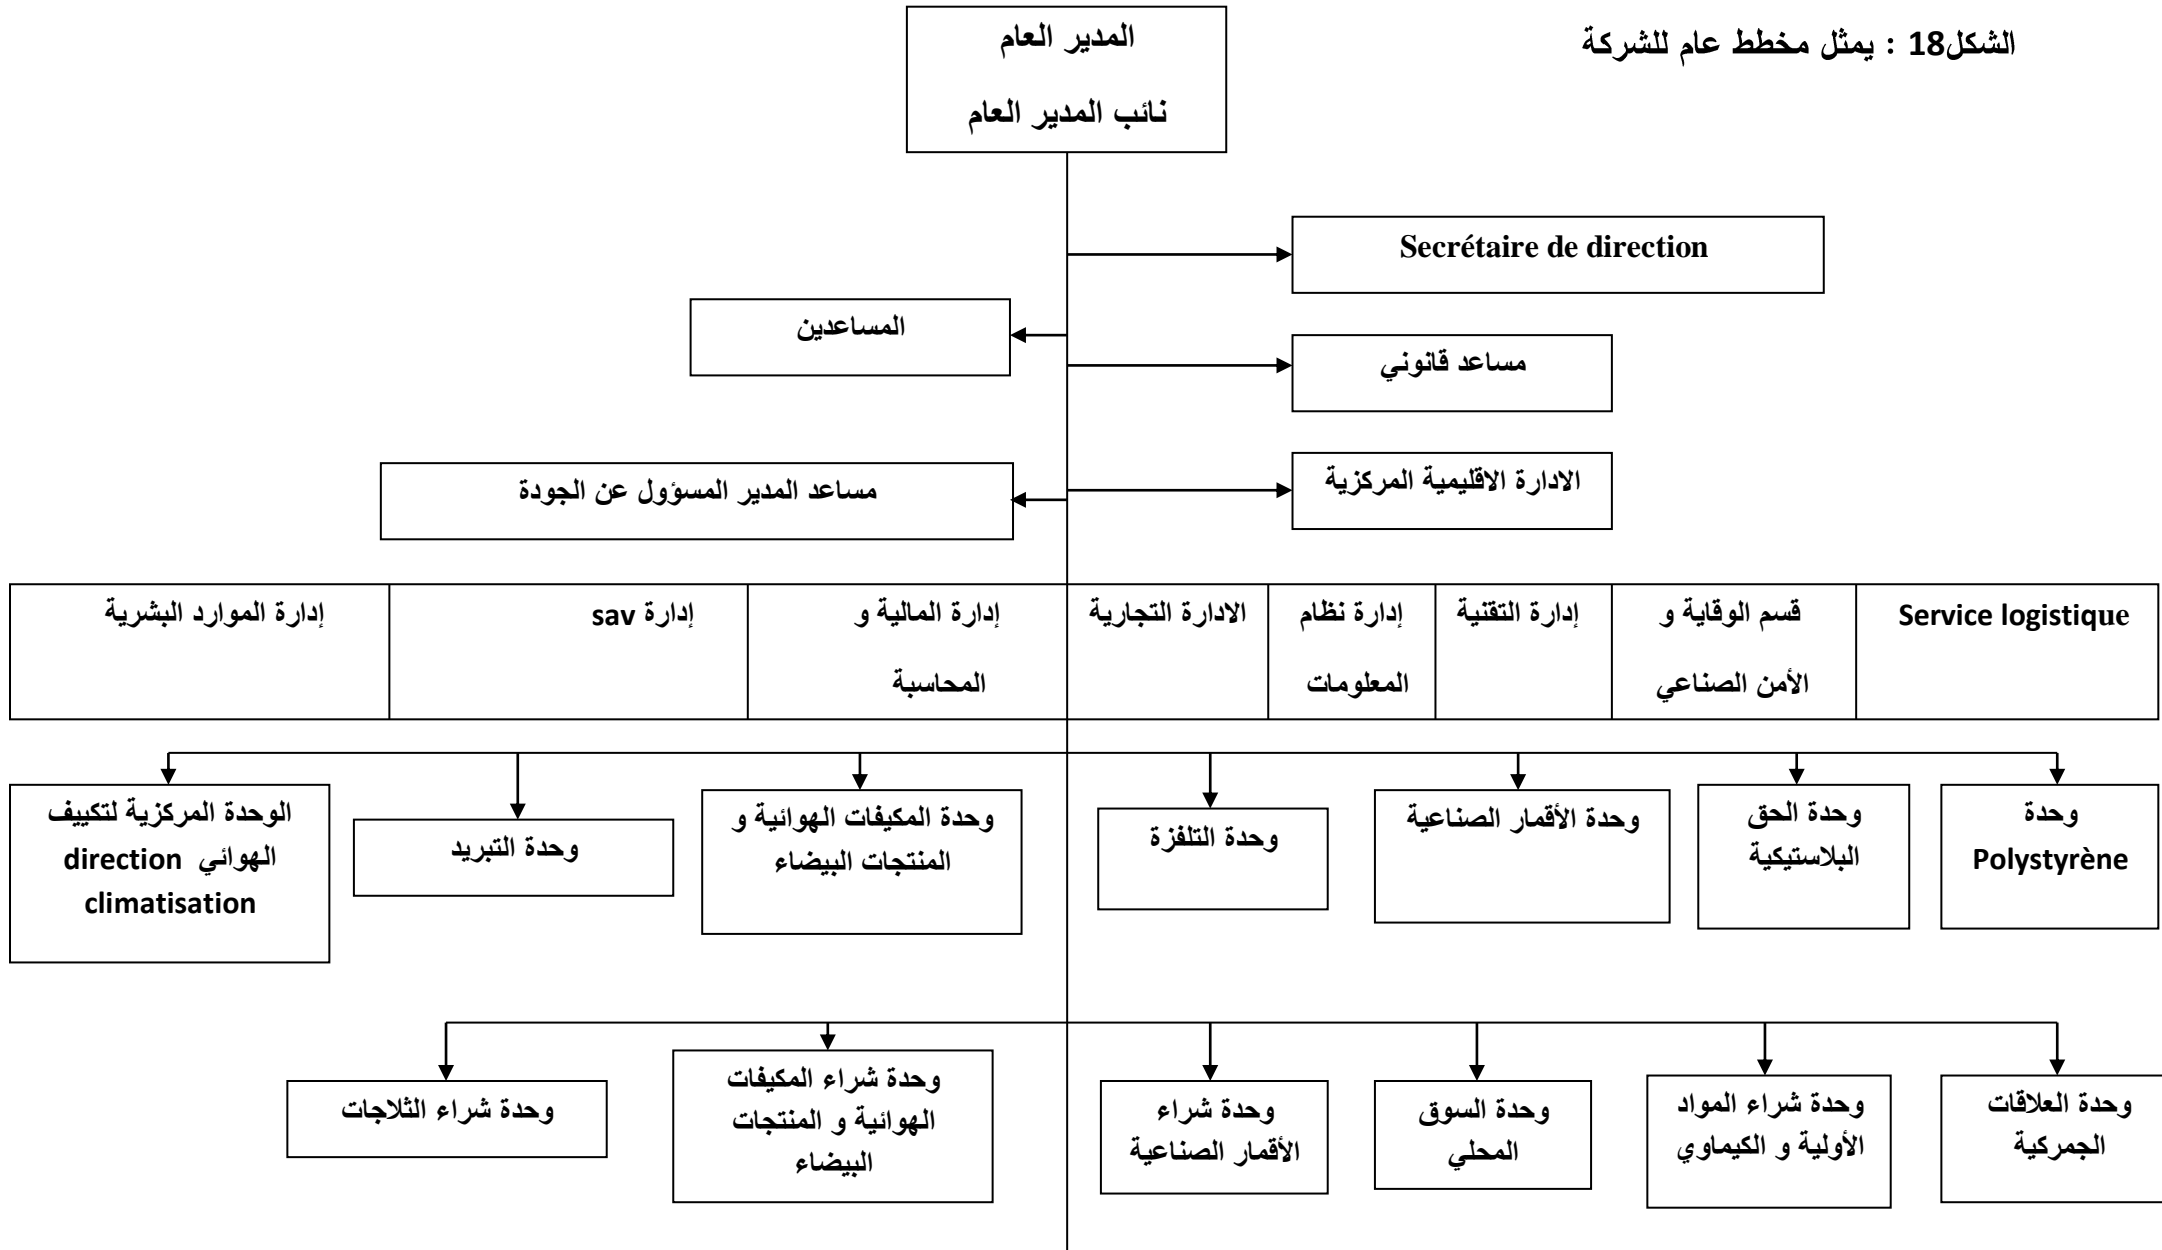 الشكل18 : يمثل مخطط عام للشركة
المدير العام
نائب المدير العام
Secrétaire de direction
المساعدين
مساعد قانوني
الادارة الاقليمية المركزية
مساعد المدير المسؤول عن الجودة
Service logistique
قسم الوقاية و
الأمن الصناعي
إدارة التقنية
إدارة نظام
المعلومات
الادارة التجارية
إدارة المالية و
المحاسبة
إدارة sav
إدارة الموارد البشرية
وحدة
Polystyrène
وحدة الحق
البلاستيكية
وحدة الأقمار الصناعية
وحدة التلفزة
وحدة المكيفات الهوائية و
المنتجات البيضاء
وحدة التبريد
الوحدة المركزية لتكييف
الهوائي direction
climatisation
وحدة العلاقات
الجمركية
وحدة شراء المواد
الأولية و الكيماوي
وحدة السوق
المحلي
وحدة شراء
الأقمار الصناعية
وحدة شراء المكيفات
الهوائية و المنتجات
البيضاء
وحدة شراء الثلاجات